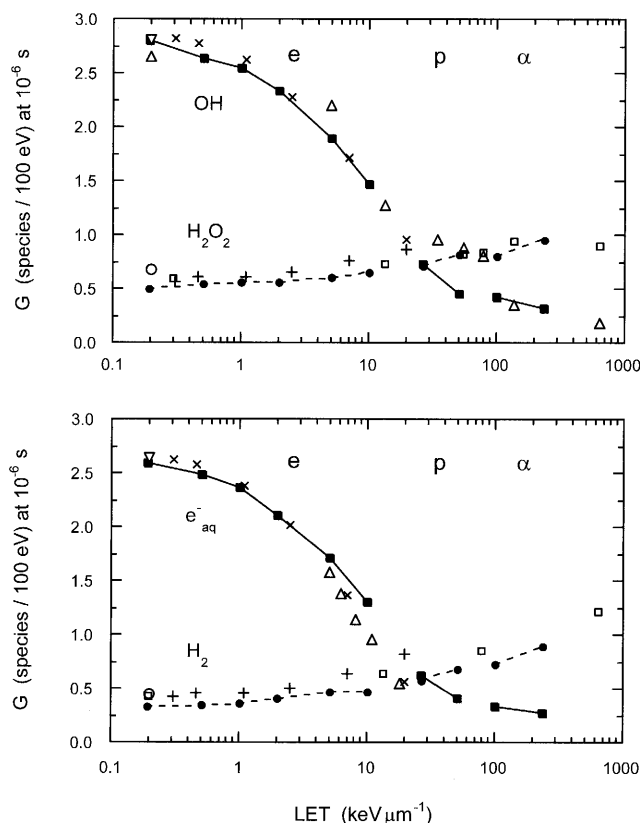 G (species / 100 eV) at 10⁻⁶ s
3.0
2.5
2.0
1.5
1.0
0.5
0.0
e p α
OH
H₂O₂
0.1 1 10 100 1000
G (species / 100 eV) at 10⁻⁶ s
3.0
2.5
2.0
1.5
1.0
0.5
0.0
e p α
e⁻aq
H₂
0.1 1 10 100 1000
LET (keV μm⁻¹)